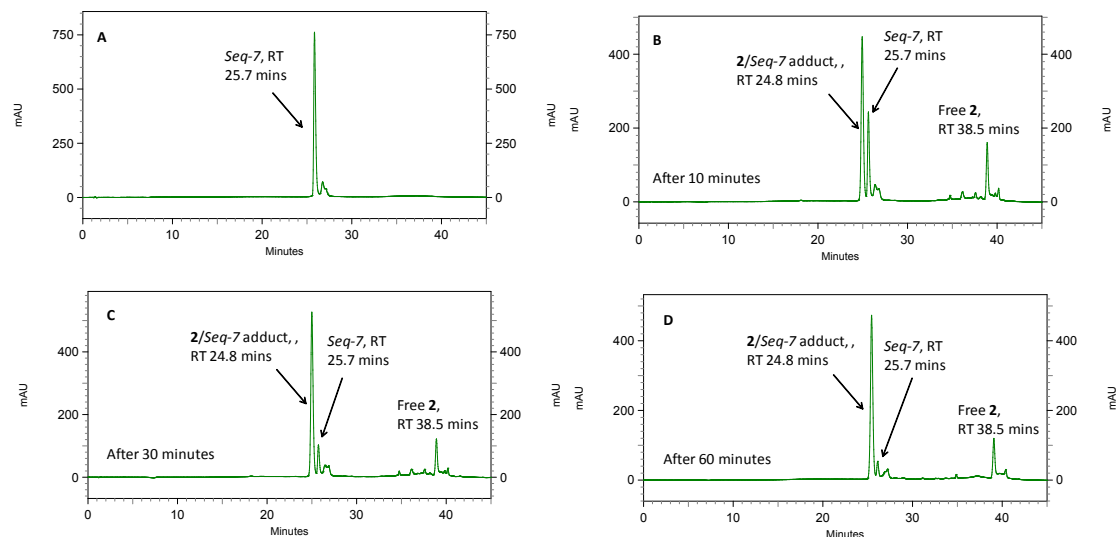 A
Seq-7, RT
25.7 mins
mAU
750
500
250
0
750
500
250
0
mAU
0
10
20
30
40
Minutes
B
2/Seq-7 adduct, ,
RT 24.8 mins
Seq-7, RT
25.7 mins
Free 2,
RT 38.5 mins
After 10 minutes
mAU
400
200
0
400
200
0
mAU
0
10
20
30
40
Minutes
C
2/Seq-7 adduct, ,
RT 24.8 mins
Seq-7, RT
25.7 mins
Free 2,
RT 38.5 mins
After 30 minutes
mAU
400
200
0
400
200
0
mAU
0
10
20
30
40
Minutes
D
2/Seq-7 adduct, ,
RT 24.8 mins
Seq-7, RT
25.7 mins
Free 2,
RT 38.5 mins
After 60 minutes
mAU
400
200
0
400
200
0
mAU
0
10
20
30
40
Minutes